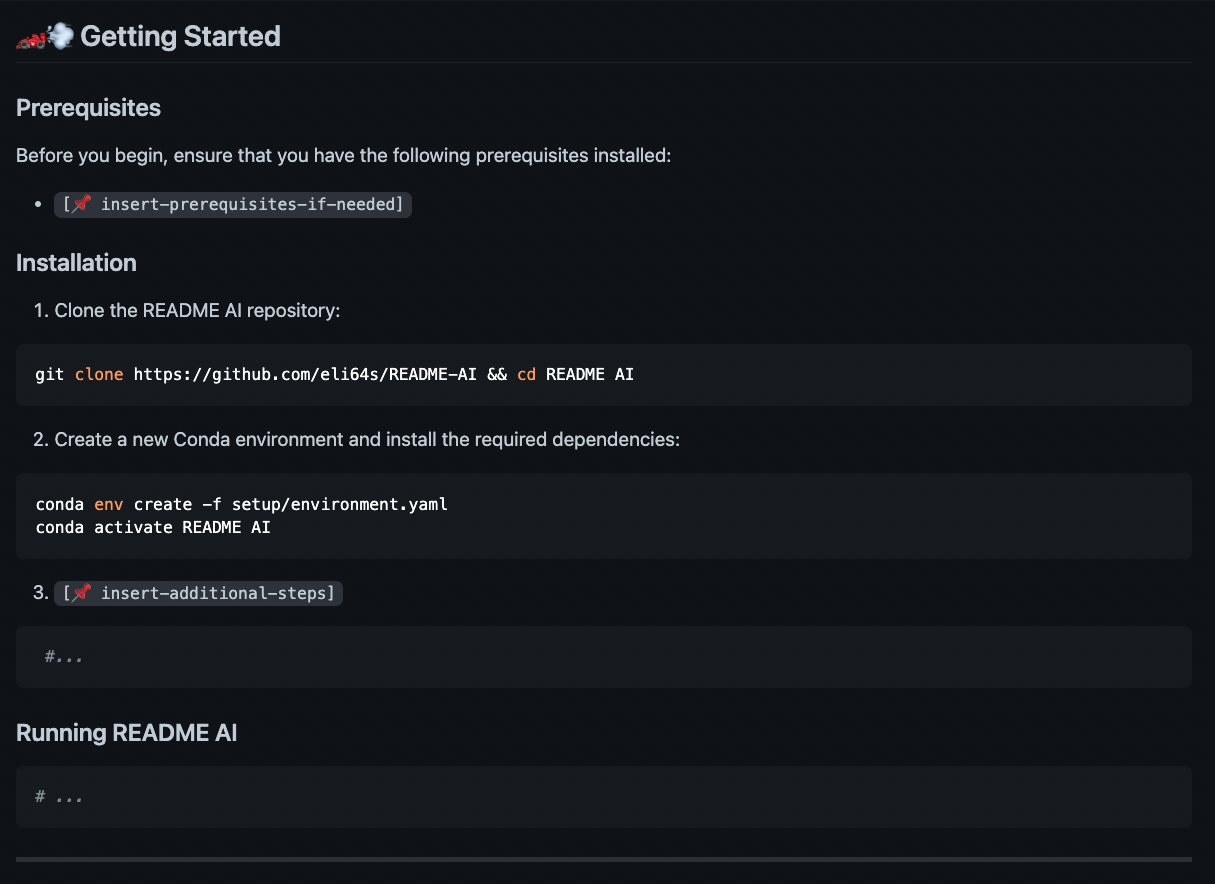 🏎💨 Getting Started
Prerequisites
Before you begin, ensure that you have the following prerequisites installed:
• [📌 insert-prerequisites-if-needed]
Installation
1. Clone the README AI repository:
git clone https://github.com/eli64s/README-AI && cd README AI
2. Create a new Conda environment and install the required dependencies:
conda env create -f setup/environment.yaml
conda activate README AI
3. [📌 insert-additional-steps]
#...
Running README AI
# ...